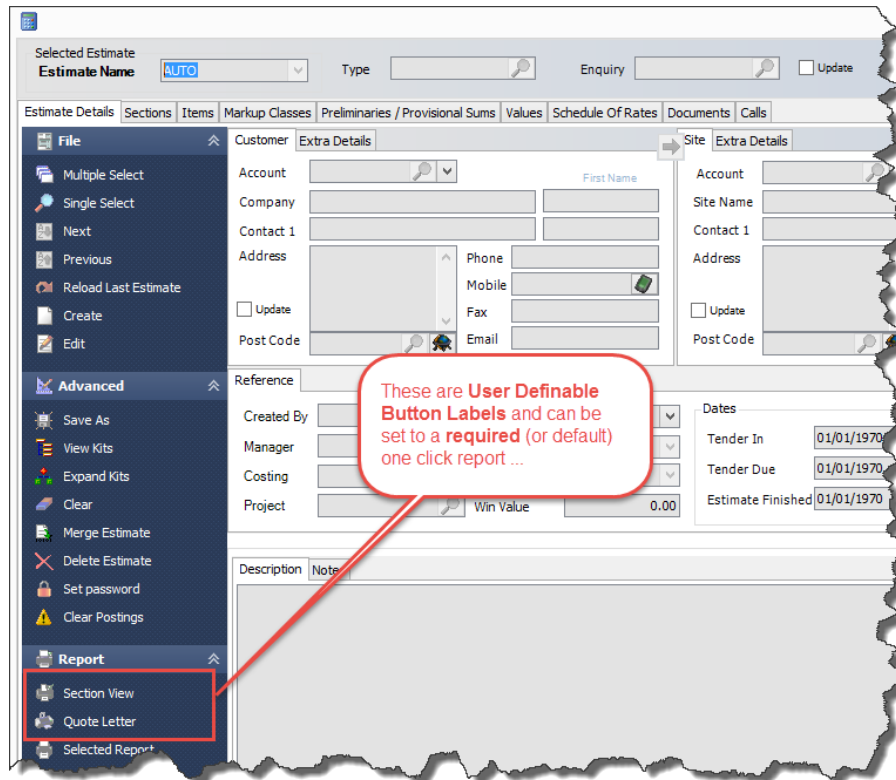 Selected Estimate
Estimate Name AUTO Type Enquiry Update
Estimate Details Sections Items Markup Classes Preliminaries / Provisional Sums Values Schedule Of Rates Documents Calls
File
Multiple Select
Single Select
Next
Previous
Reload Last Estimate
Create
Edit
Advanced
Save As
View Kits
Expand Kits
Clear
Merge Estimate
Delete Estimate
Set password
Clear Postings
Report
Section View
Quote Letter
Selected Report
Customer Extra Details
Account First Name
Company
Contact 1
Address Phone
Mobile
Update Fax
Post Code Email
Site Extra Details
Account
Site Name
Contact 1
Address
Update
Post Code
Reference
Created By
Manager
Costing
Project Win Value 0.00
These are User Definable
Button Labels and can be
set to a required (or default)
one click report ...
Dates
Tender In 01/01/1970
Tender Due 01/01/1970
Estimate Finished 01/01/1970
Description Notes